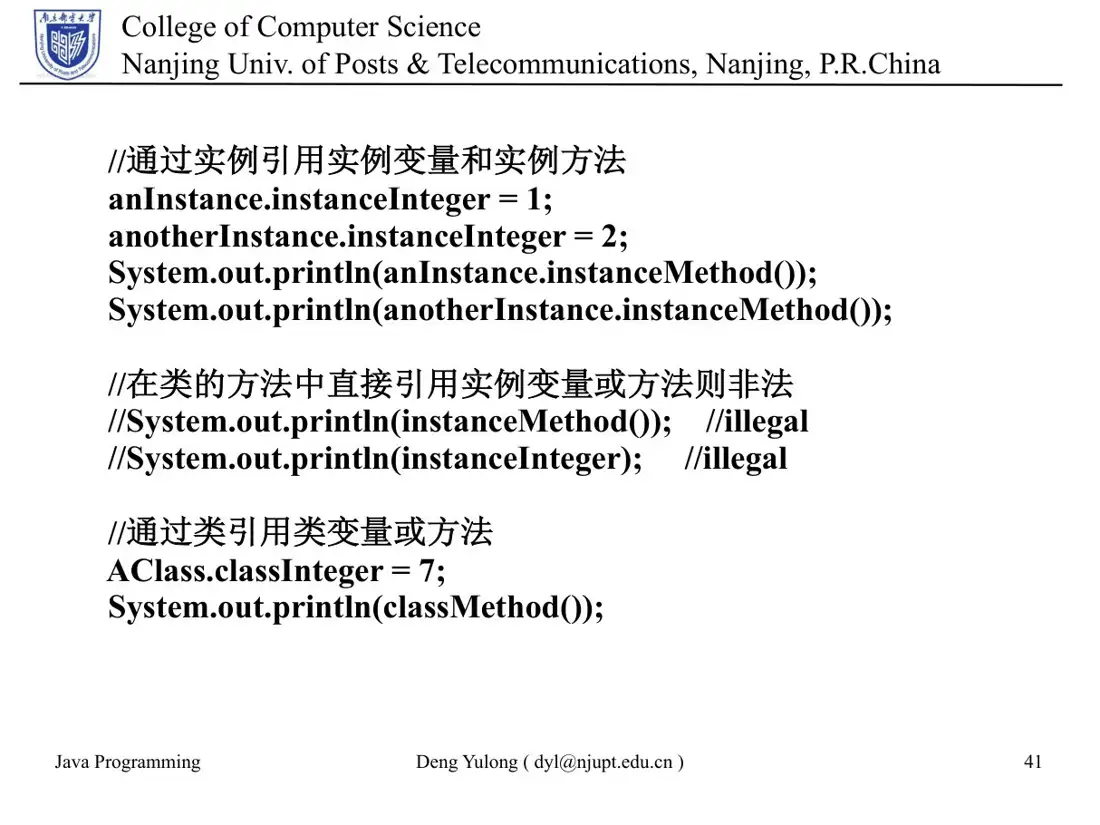 College of Computer Science
Nanjing Univ. of Posts & Telecommunications, Nanjing, P.R.China
//通过实例引用实例变量和实例方法
anInstance.instanceInteger = 1;
anotherInstance.instanceInteger = 2;
System.out.println(anInstance.instanceMethod());
System.out.println(anotherInstance.instanceMethod());
//在类的方法中直接引用实例变量或方法则非法
//System.out.println(instanceMethod()); //illegal
//System.out.println(instanceInteger); //illegal
//通过类引用类变量或方法
AClass.classInteger = 7;
System.out.println(classMethod());
Java Programming
Deng Yulong ( dyl@njupt.edu.cn )
41